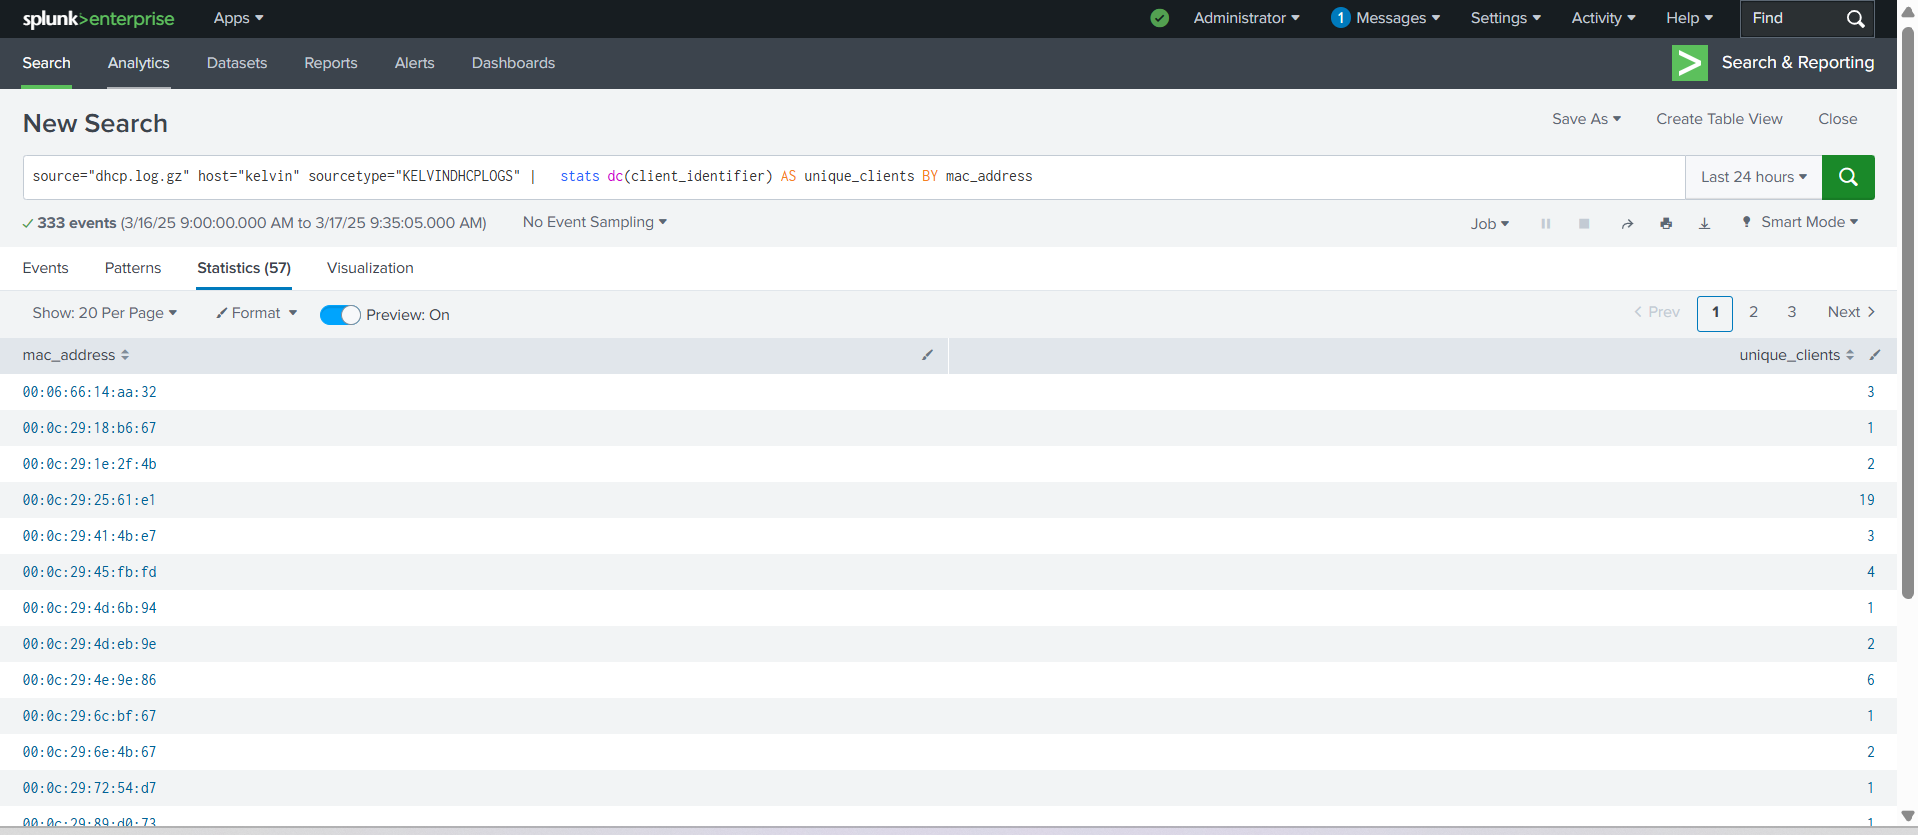 splunk>enterprise Apps Administrator 1 Messages Settings Activity Help Find
Search Analytics Datasets Reports Alerts Dashboards Search & Reporting
New Search Save As Create Table View Close
source="dhcp.log.gz" host="kelvin" sourcetype="KELVINDHCPLOGS" | stats dc(client_identifier) AS unique_clients BY mac_address Last 24 hours
333 events (3/16/25 9:00:00.000 AM to 3/17/25 9:35:05.000 AM) No Event Sampling Job Smart Mode
Events Patterns Statistics (57) Visualization
Show: 20 Per Page Format Preview: On < Prev 1 2 3 Next >
mac_address unique_clients
00:06:66:14:aa:32 3
00:0c:29:18:b6:67 1
00:0c:29:1e:2f:4b 2
00:0c:29:25:61:e1 19
00:0c:29:41:4b:e7 3
00:0c:29:45:fb:fd 4
00:0c:29:4d:6b:94 1
00:0c:29:4d:eb:9e 2
00:0c:29:4e:9e:86 6
00:0c:29:6c:bf:67 1
00:0c:29:6e:4b:67 2
00:0c:29:72:54:d7 1
00:0c:29:89:d0:73 1